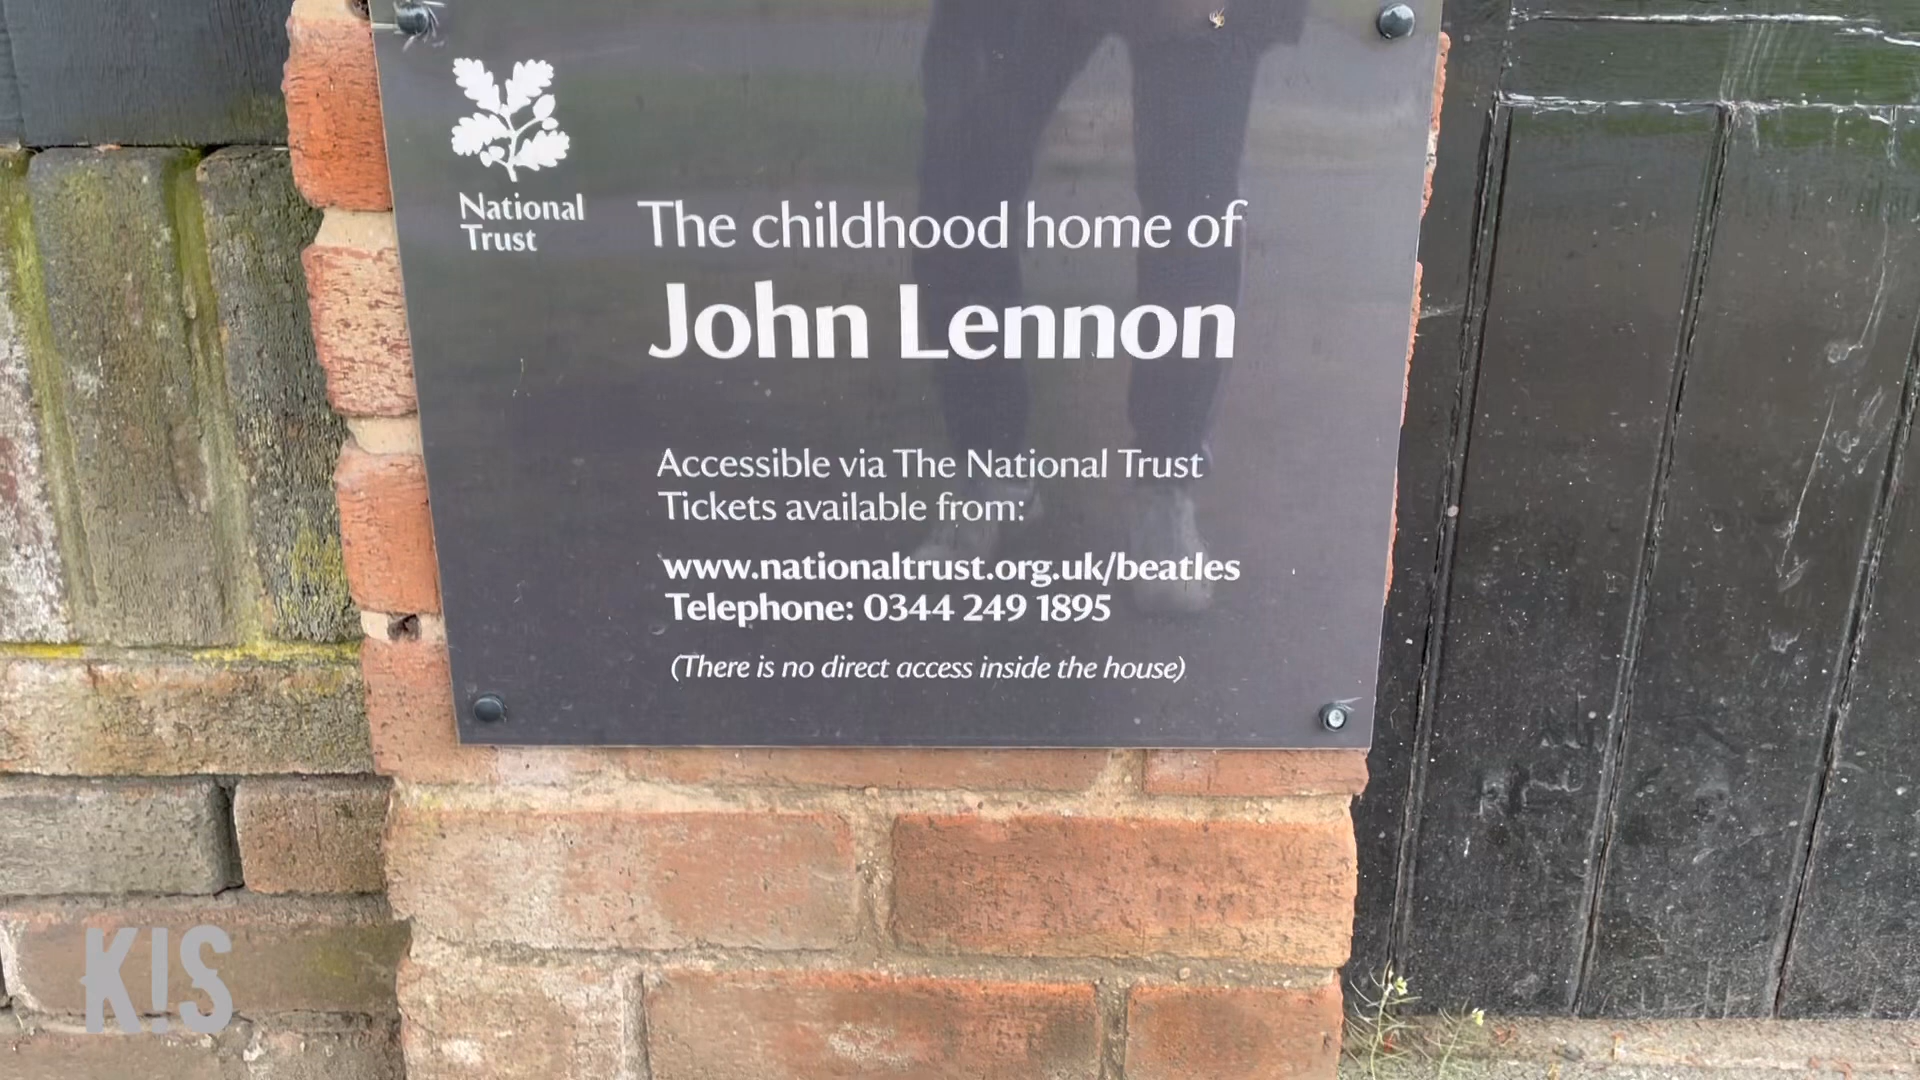 National
Trust
The childhood home of
John Lennon
Accessible via The National Trust
Tickets available from:
www.nationaltrust.org.uk/beatles
Telephone: 0344 249 1895
(There is no direct access inside the house)
K!S